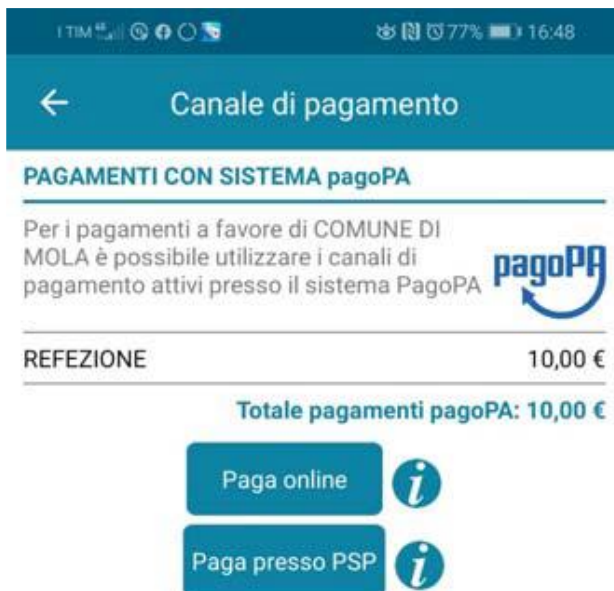 I TIM 77% 16:48
Canale di pagamento
PAGAMENTI CON SISTEMA pagoPA
Per i pagamenti a favore di COMUNE DI
MOLA è possibile utilizzare i canali di
pagamento attivi presso il sistema PagoPA
pagoPA
REFEZIONE 10,00 €
Totale pagamenti pagoPA: 10,00 €
Paga online i
Paga presso PSP i